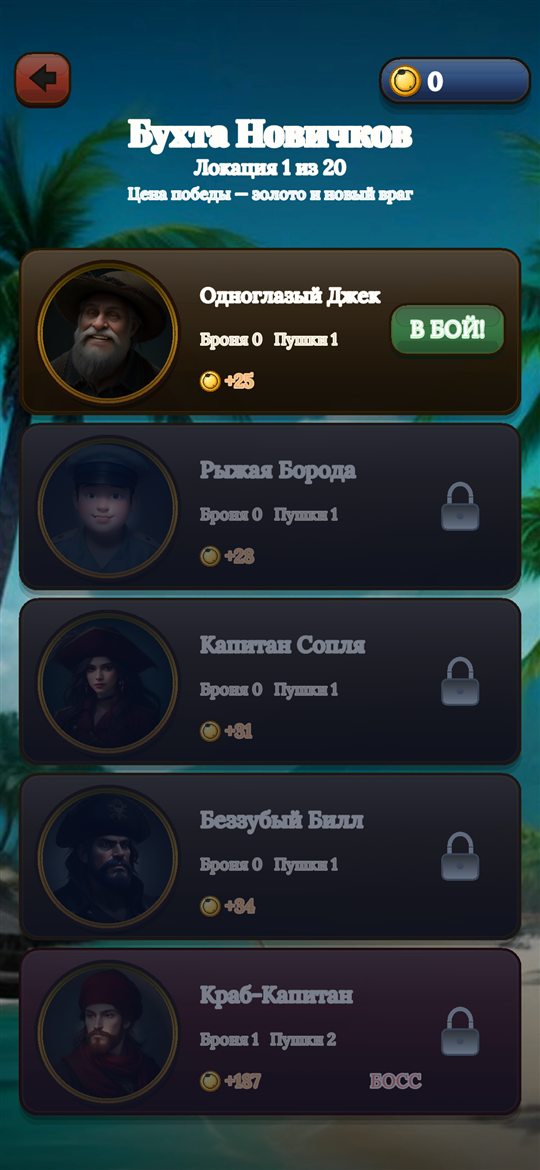 0
Бухта Новичков
Локация 1 из 20
Цена победы — золото и новый враг
Одноглазый Джек
В БОЙ!
Броня 0 Пушки 1
+25
Рыжая Борода
Броня 0 Пушки 1
+28
Капитан Сопля
Броня 0 Пушки 1
+31
Беззубый Билл
Броня 0 Пушки 1
+34
Краб-Капитан
Броня 1 Пушки 2
+187 БОСС